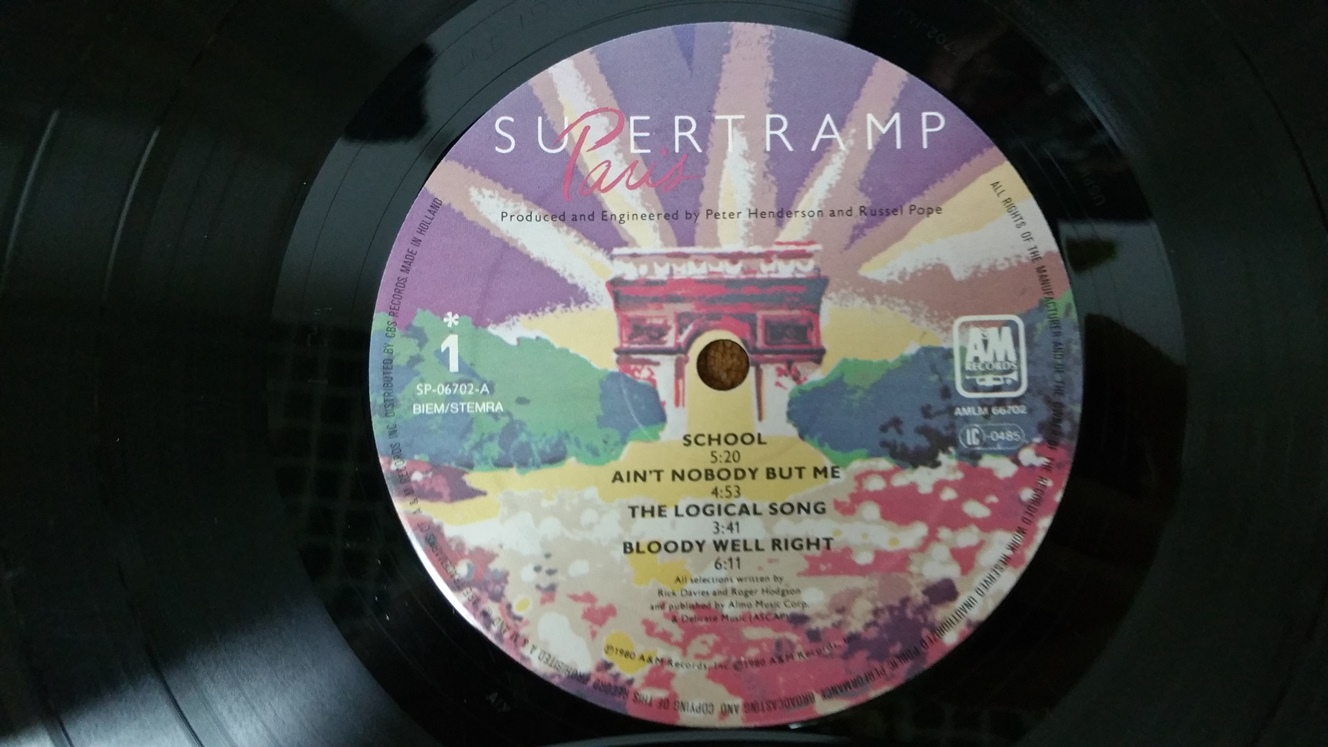 SUPERTRAMP
Paris
Produced and Engineered by Peter Henderson and Russel Pope
*
1
SP-06702-A
BIEM/STEMRA
A&M
RECORDS
AMLM 66702
LC -0485
SCHOOL
5:20
AIN'T NOBODY BUT ME
4:53
THE LOGICAL SONG
3:41
BLOODY WELL RIGHT
6:11
All selections written by
Rick Davies and Roger Hodgson
and published by Almo Music Corp.
& Delicate Music (ASCAP)
℗1980 A&M Records, Inc ©1980 A&M Records,
ALL RIGHTS OF THE MANUFACTURER AND OF THE OWNER OF THE RECORDED WORK RESERVED UNAUTHORIZED PUBLIC PERFORMANCE BROADCASTING AND COPYING OF THIS RECORD PROHIBITED A & M AND
A & M RECORDS INC DISTRIBUTED BY CBS RECORDS MADE IN HOLLAND